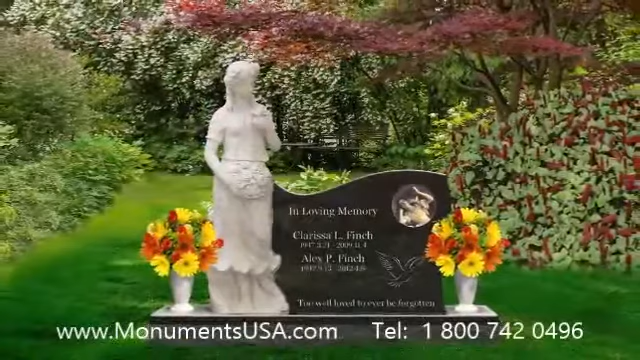 In Loving Memory
Clarissa L. Finch
Alex P. Finch
Too well loved to ever be forgotten
www.MonumentsUSA.com Tel: 1 800 742 0496